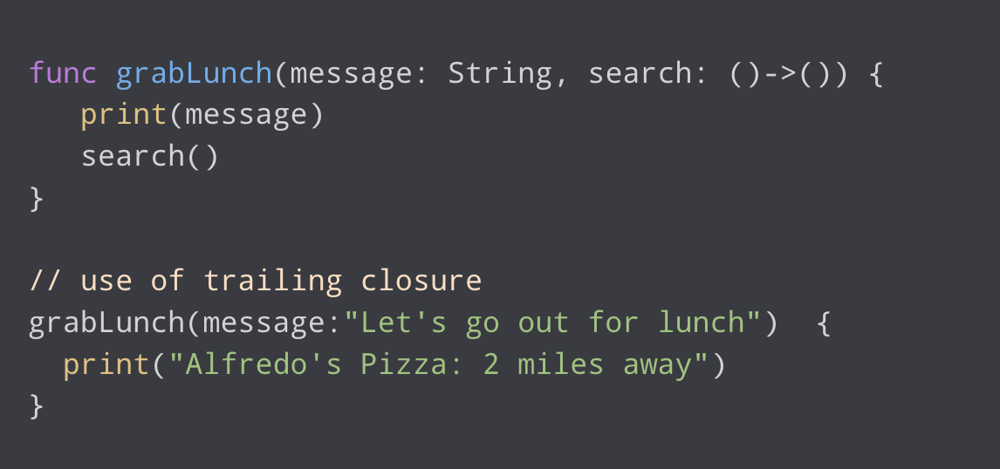 func grabLunch(message: String, search: ()->()) {
   print(message)
   search()
}
// use of trailing closure
grabLunch(message:"Let's go out for lunch")  {
  print("Alfredo's Pizza: 2 miles away")
}